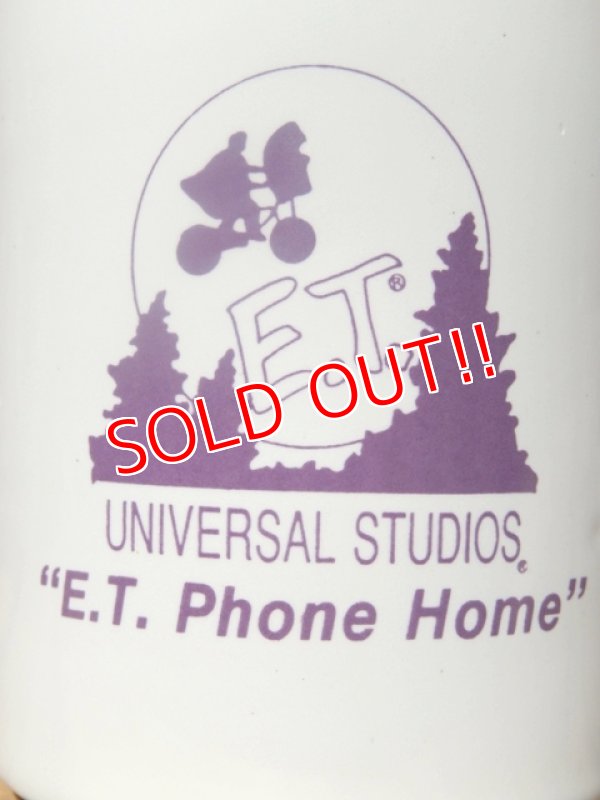 E.T.®
SOLD OUT!!
UNIVERSAL STUDIOS®
"E.T. Phone Home"